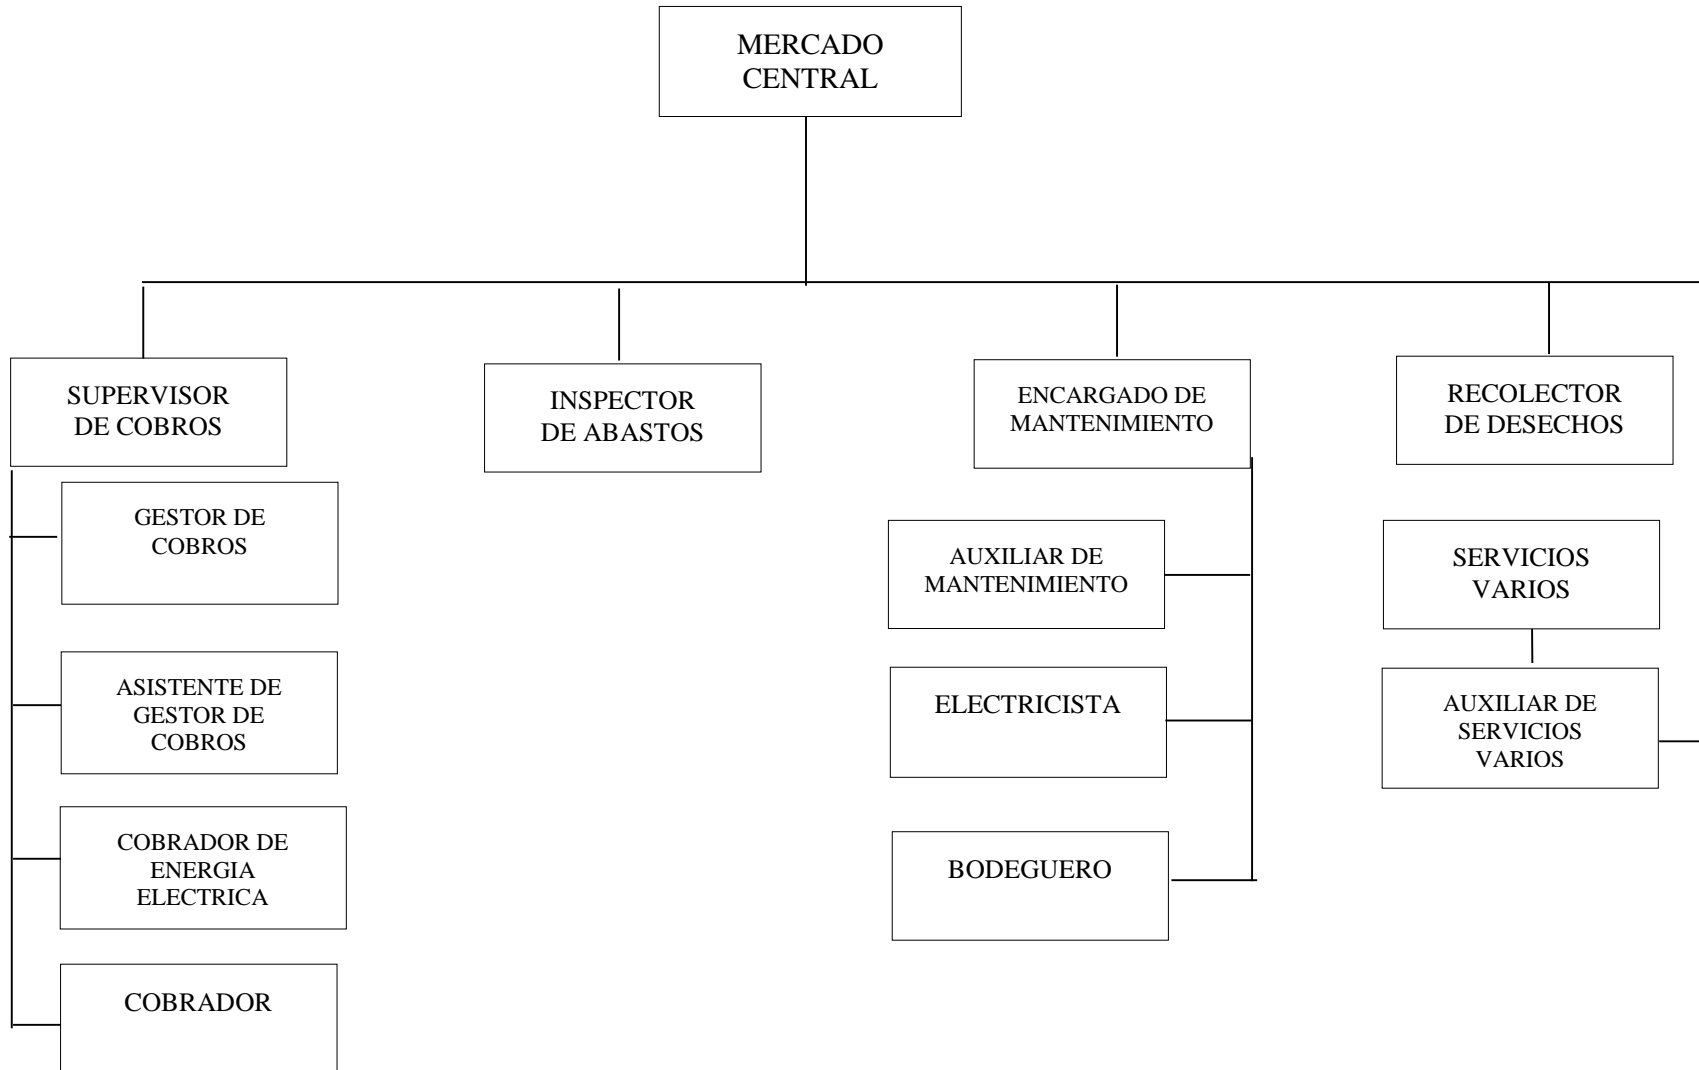 MERCADO
CENTRAL
SUPERVISOR
DE COBROS
INSPECTOR
DE ABASTOS
ENCARGADO DE
MANTENIMIENTO
RECOLECTOR
DE DESECHOS
GESTOR DE
COBROS
AUXILIAR DE
MANTENIMIENTO
SERVICIOS
VARIOS
ASISTENTE DE
GESTOR DE
COBROS
ELECTRICISTA
AUXILIAR DE
SERVICIOS
VARIOS
COBRADOR DE
ENERGIA
ELECTRICA
BODEGUERO
COBRADOR